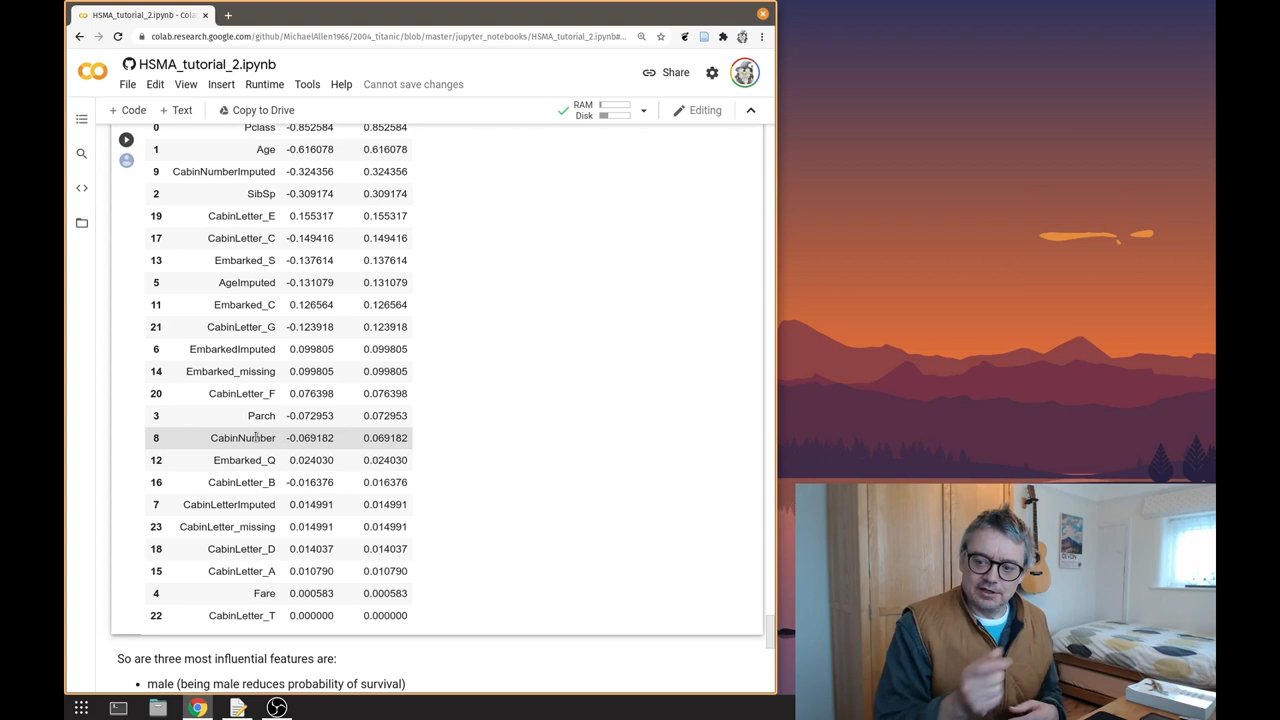 HSMA_tutorial_2.ipynb - Cola
colab.research.google.com/github/MichaelAllen1966/2004_titanic/blob/master/jupyter_notebooks/HSMA_tutorial_2.ipynb#...
HSMA_tutorial_2.ipynb
Share
File Edit View Insert Runtime Tools Help Cannot save changes
+ Code + Text Copy to Drive RAM Disk Editing
0 Pclass -0.852584 0.852584
1 Age -0.616078 0.616078
9 CabinNumberImputed -0.324356 0.324356
2 SibSp -0.309174 0.309174
19 CabinLetter_E 0.155317 0.155317
17 CabinLetter_C -0.149416 0.149416
13 Embarked_S -0.137614 0.137614
5 AgeImputed -0.131079 0.131079
11 Embarked_C 0.126564 0.126564
21 CabinLetter_G -0.123918 0.123918
6 EmbarkedImputed 0.099805 0.099805
14 Embarked_missing 0.099805 0.099805
20 CabinLetter_F 0.076398 0.076398
3 Parch -0.072953 0.072953
8 CabinNumber -0.069182 0.069182
12 Embarked_Q 0.024030 0.024030
16 CabinLetter_B -0.016376 0.016376
7 CabinLetterImputed 0.014991 0.014991
23 CabinLetter_missing 0.014991 0.014991
18 CabinLetter_D 0.014037 0.014037
15 CabinLetter_A 0.010790 0.010790
4 Fare 0.000583 0.000583
22 CabinLetter_T 0.000000 0.000000
So are three most influential features are:
• male (being male reduces probability of survival)